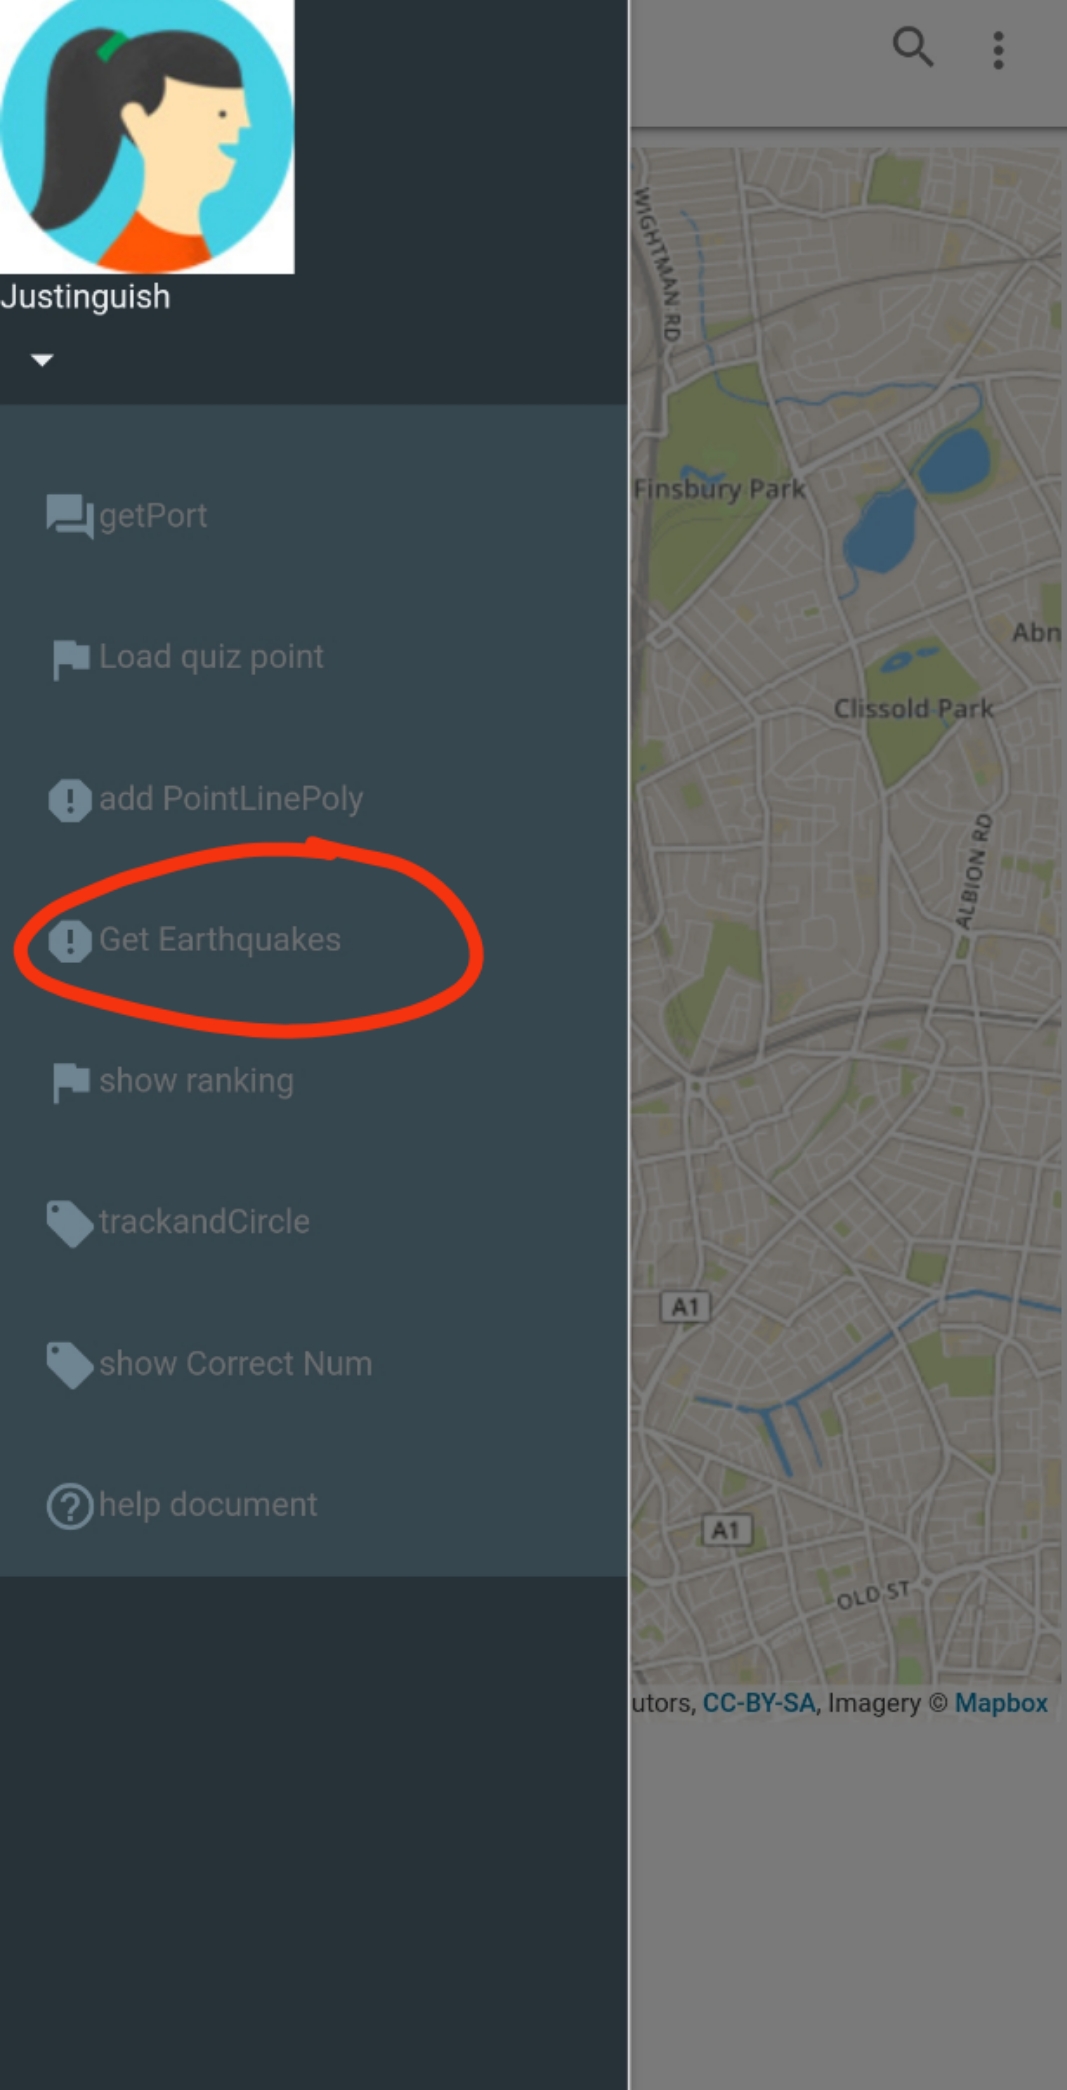 Justinguish
getPort
Load quiz point
add PointLinePoly
Get Earthquakes
show ranking
trackandCircle
show Correct Num
help document
WIGHTMAN RD
Finsbury Park
Abn
Clissold Park
ALBION RD
A1
A1
OLD ST
utors, CC-BY-SA, Imagery © Mapbox